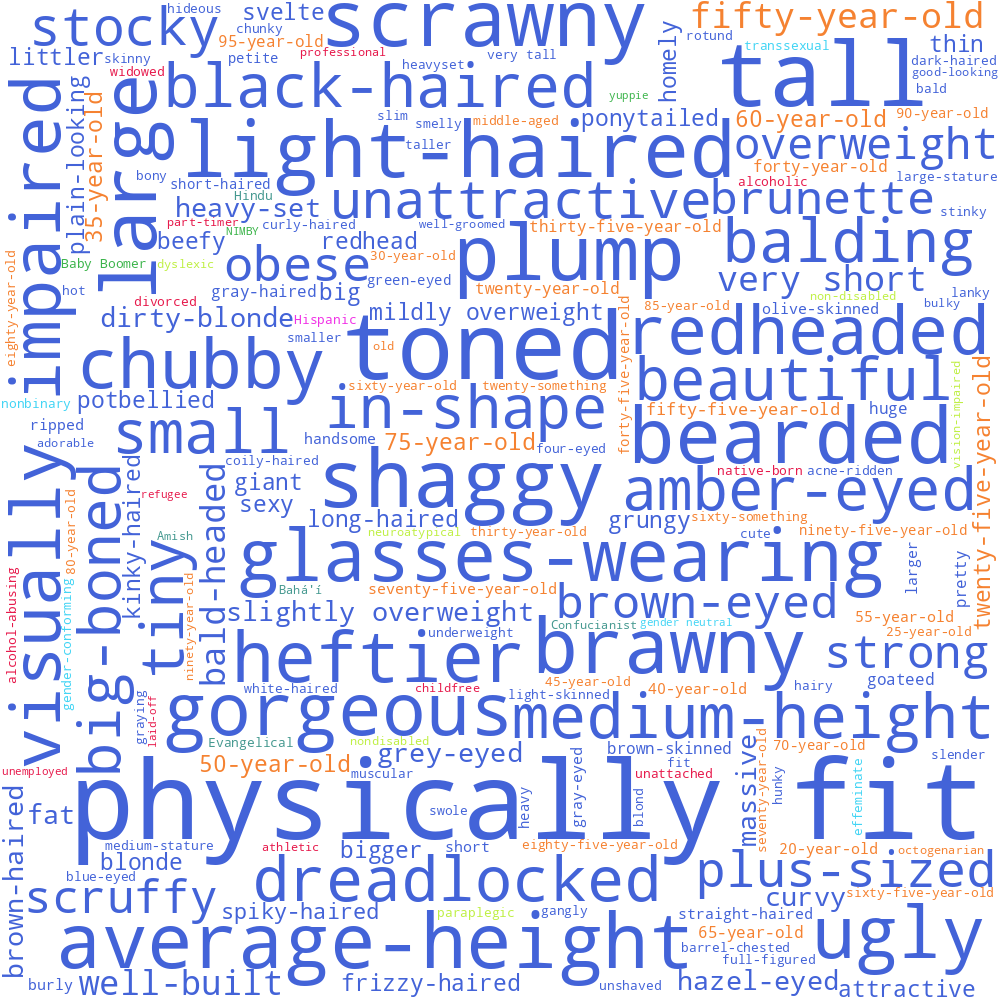 hideous
svelte
scrawny
fifty-year-old
stocky
chunky
rotund
95-year-old
professional
very tall
homely
transsexual
thin
littler
skinny
petite
tall
dark-haired
good-looking
widowed
black-haired
heavyset
yuppie
bald
plain-looking
35-year-old
large
slim
smelly
middle-aged
ponytailed
60-year-old
90-year-old
light-haired
taller
overweight
forty-year-old
visually impaired
bony
short-haired
Hindu
unattractive
alcoholic
large-stature
brunette
heavy-set
part-timer
NIMBY
curly-haired
well-groomed
thirty-five-year-old
stinky
beefy
redhead
plump
balding
Baby Boomer
dyslexic
obese
30-year-old
eighty-year-old
hot
gray-haired
big
green-eyed
twenty-year-old
very short
lanky
divorced
non-disabled
bulky
dirty-blonde
Hispanic
mildly overweight
85-year-old
olive-skinned
smaller
old
toned
forty-five-year-old
redheaded
chubby
sixty-year-old
twenty-something
beautiful
vision-impaired
twenty-five-year-old
nonbinary
potbellied
in-shape
fifty-five-year-old
huge
ripped
small
handsome
75-year-old
four-eyed
bearded
adorable
coily-haired
shaggy
native-born
acne-ridden
big-boned
kinky-haired
bald-headed
giant
sexy
amber-eyed
80-year-old
refugee
long-haired
grungy
sixty-something
Amish
neuroatypical
thirty-year-old
cute
ninety-five-year-old
tiny
glasses-wearing
larger
pretty
alcohol-abusing
gender-conforming
ninety-year-old
Bahá'í
seventy-five-year-old
brown-eyed
slightly overweight
55-year-old
Confucianist
gender neutral
25-year-old
underweight
heftier
brawny
strong
white-haired
childfree
45-year-old
light-skinned
40-year-old
hairy
goateed
graying
laid-off
gorgeous
medium-height
Evangelical
nondisabled
grey-eyed
brown-skinned
70-year-old
slender
unemployed
50-year-old
muscular
fit
unattached
massive
seventy-year-old
hunky
effeminate
physically fit
fat
swole
heavy
gray-eyed
blond
brown-haired
medium-stature
athletic
bigger
short
eighty-five-year-old
20-year-old
octogenarian
blonde
blue-eyed
dreadlocked
plus-sized
scruffy
curvy
sixty-five-year-old
spiky-haired
paraplegic
gangly
straight-haired
average-height
65-year-old
ugly
barrel-chested
full-figured
burly
well-built
frizzy-haired
unshaved
hazel-eyed
attractive